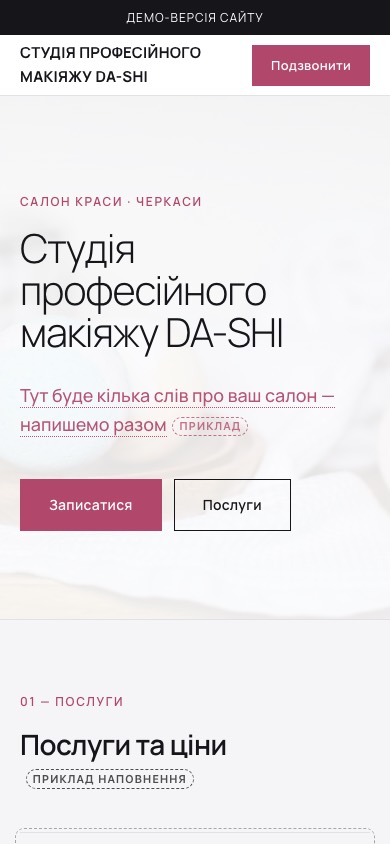 ДЕМО-ВЕРСІЯ САЙТУ
СТУДІЯ ПРОФЕСІЙНОГО
МАКІЯЖУ DA-SHI
Подзвонити
САЛОН КРАСИ · ЧЕРКАСИ
Студія
професійного
макіяжу DA-SHI
Тут буде кілька слів про ваш салон —
напишемо разом ПРИКЛАД
Записатися
Послуги
01 — ПОСЛУГИ
Послуги та ціни
ПРИКЛАД НАПОВНЕННЯ